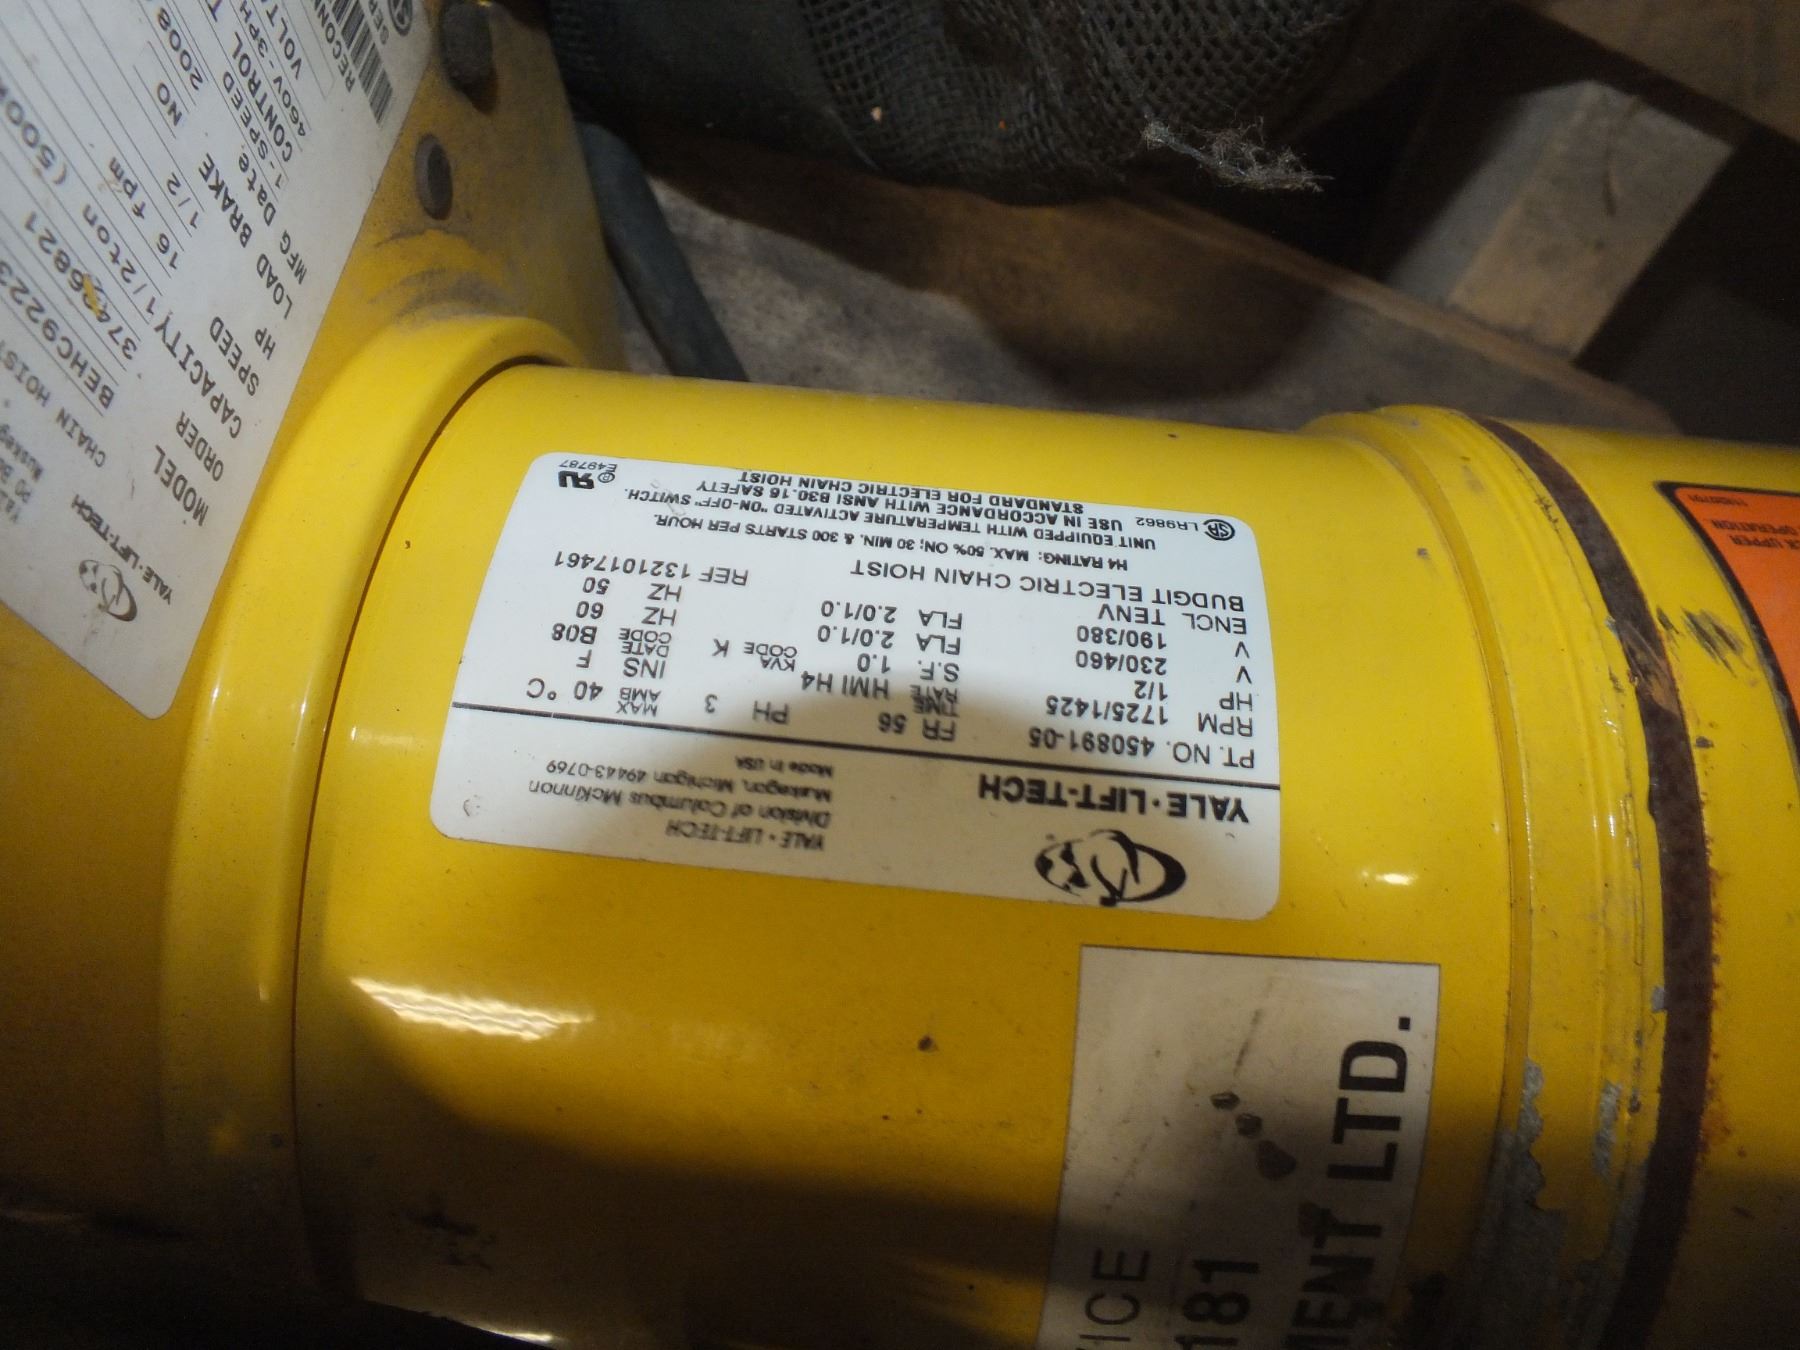 YALE • LIFT-TECH
YALE • LIFT-TECH
Division of Columbus McKinnon
Muskegon, Michigan 49443-0769
Made in USA
PT. NO. 450891-05 FR 56 PH 3 MAX AMB 40 °C
RPM 1725/1425 TIME RATE HMI H4 INS F
HP 1/2 S.F. 1.0 KVA CODE K DATE CODE B08
V 230/460 FLA 2.0/1.0 HZ 60
V 190/380 FLA 2.0/1.0 HZ 50
ENCL TENV
BUDGIT ELECTRIC CHAIN HOIST REF 1321017461
H4 RATING: MAX. 50% ON; 30 MIN. & 300 STARTS PER HOUR.
UNIT EQUIPPED WITH TEMPERATURE ACTIVATED "ON-OFF" SWITCH.
LR9862 USE IN ACCORDANCE WITH ANSI B30.16 SAFETY
STANDARD FOR ELECTRIC CHAIN HOIST
E49787
YALE • LIFT-TECH
CHAIN HOIST
MODEL BEHC9223
ORDER
CAPACITY 1/2ton (500
SPEED 16 fpm
HP 1/2
LOAD BRAKE NO
MFG Date 2008
1-SPEED
CONTROL
460V-3PH
ICE
181
MENT LTD.
UPPER
OPERATION.